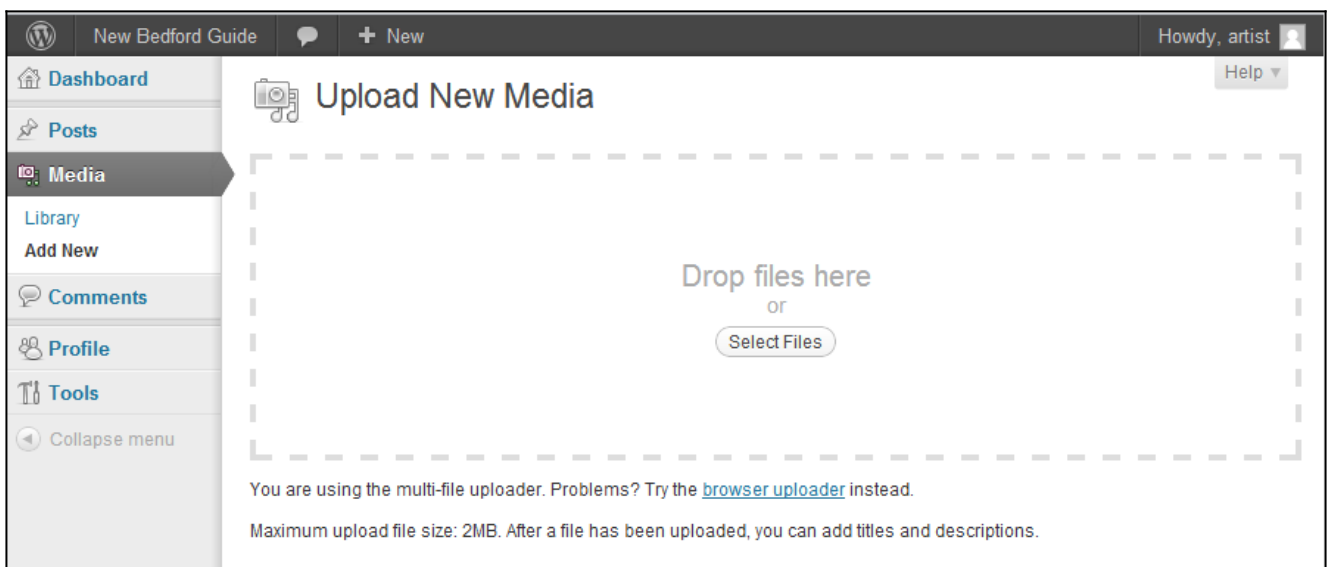 New Bedford Guide + New Howdy, artist
Help ▼
Dashboard
Posts
Media
Library
Add New
Comments
Profile
Tools
Collapse menu
Upload New Media
Drop files here
or
Select Files
You are using the multi-file uploader. Problems? Try the browser uploader instead.
Maximum upload file size: 2MB. After a file has been uploaded, you can add titles and descriptions.